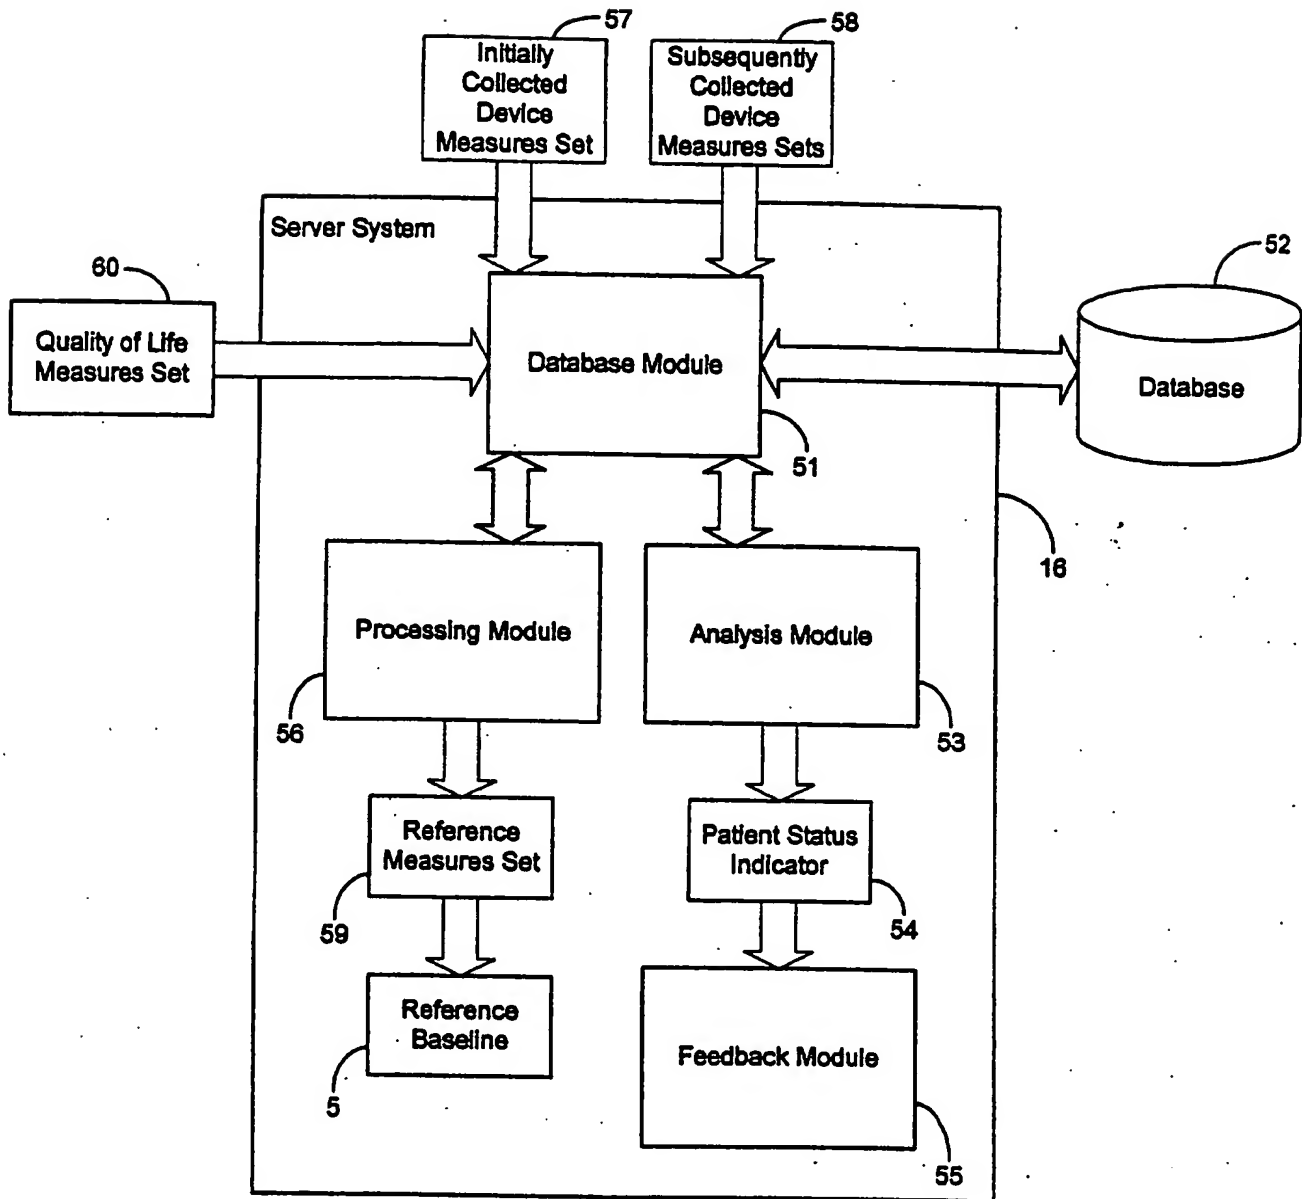 57
58
Initially
Collected
Device
Measures Set
Subsequently
Collected
Device
Measures Sets
Server System
60
52
Quality of Life
Measures Set
Database Module
Database
51
16
Processing Module
Analysis Module
56
53
Reference
Measures Set
Patient Status
Indicator
59
54
Reference
Baseline
Feedback Module
5
55